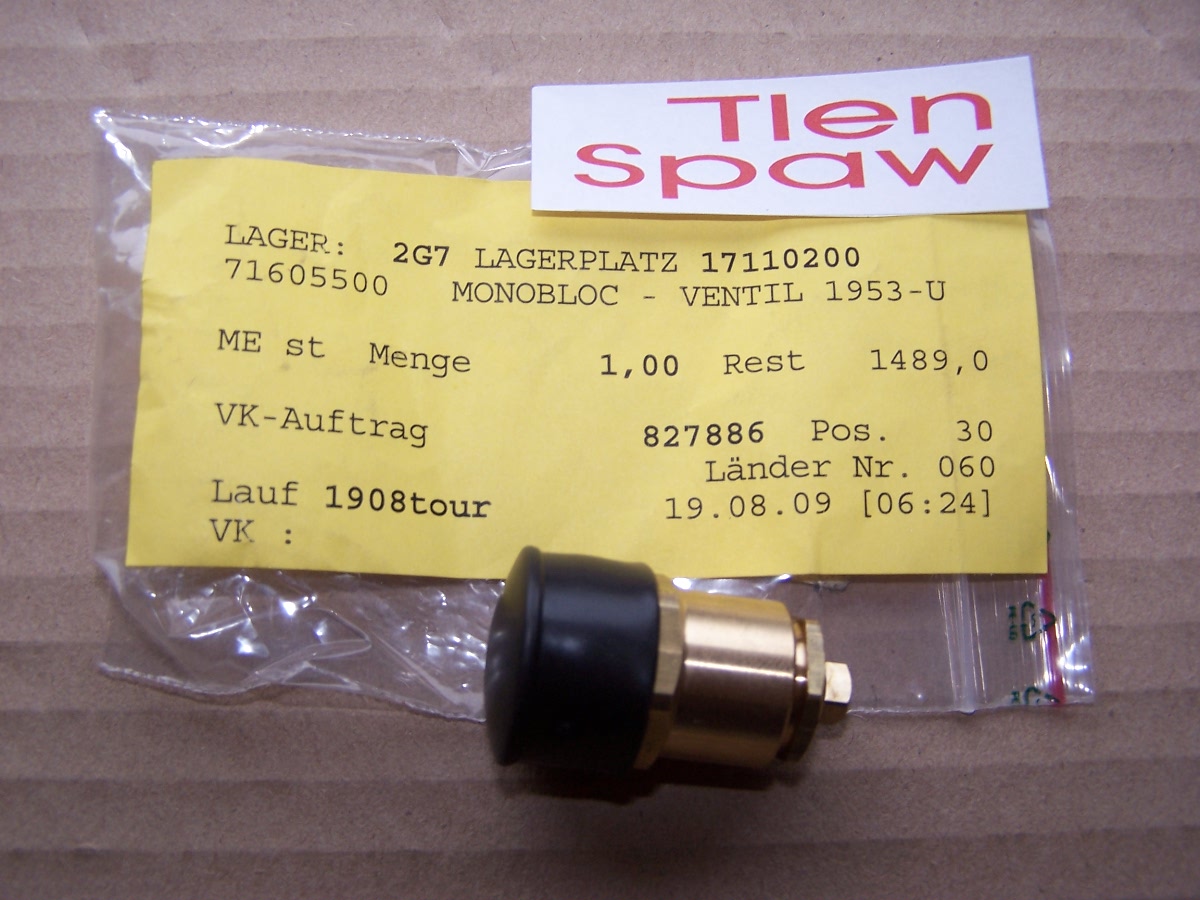 Tlen
Spaw
LAGER: 2G7 LAGERPLATZ 17110200
71605500 MONOBLOC - VENTIL 1953-U
ME st Menge 1,00 Rest 1489,0
VK-Auftrag 827886 Pos. 30
Länder Nr. 060
Lauf 1908tour 19.08.09 [06:24]
VK :